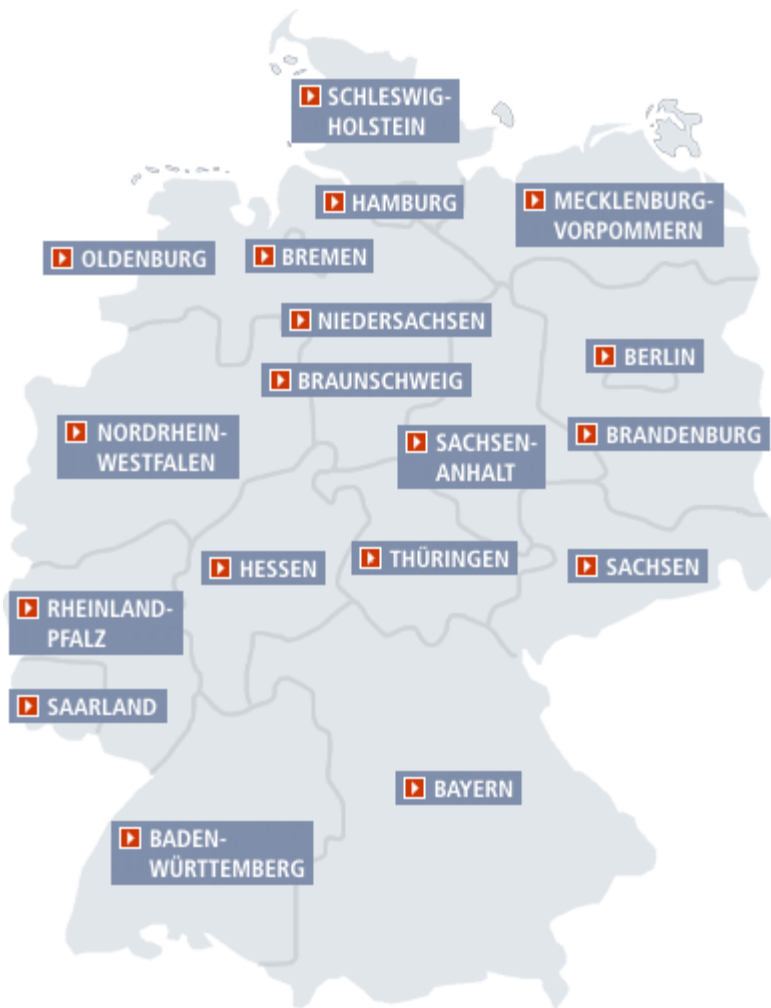 SCHLESWIG-
HOLSTEIN
HAMBURG
MECKLENBURG-
VORPOMMERN
OLDENBURG
BREMEN
NIEDERSACHSEN
BERLIN
BRAUNSCHWEIG
NORDRHEIN-
WESTFALEN
SACHSEN-
ANHALT
BRANDENBURG
HESSEN
THÜRINGEN
SACHSEN
RHEINLAND-
PFALZ
SAARLAND
BAYERN
BADEN-
WÜRTTEMBERG